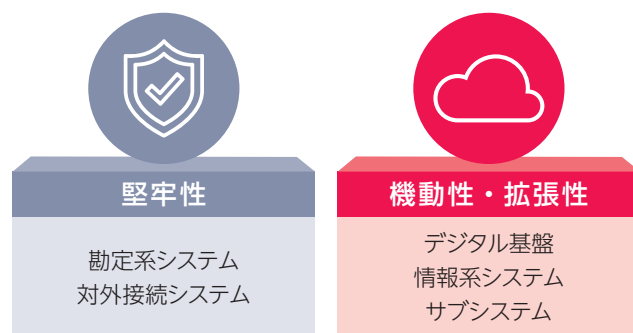 堅牢性
勘定系システム
対外接続システム
機動性・拡張性
デジタル基盤
情報系システム
サブシステム